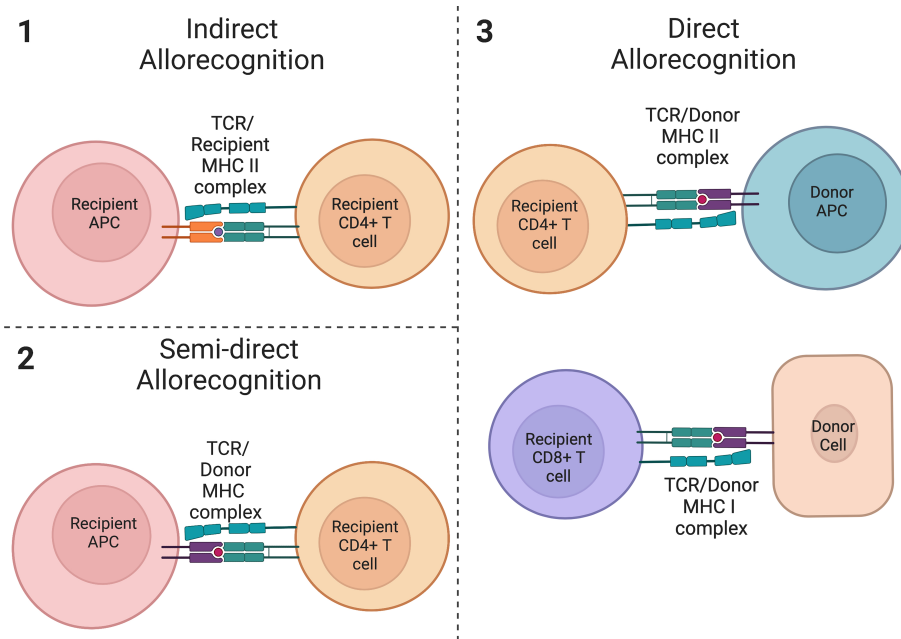 1
Indirect
Allorecognition
TCR/
Recipient
MHC II
complex
Recipient
APC
Recipient
CD4+ T
cell
2
Semi-direct
Allorecognition
TCR/
Donor
MHC
complex
Recipient
APC
Recipient
CD4+ T
cell
3
Direct
Allorecognition
TCR/Donor
MHC II
complex
Recipient
CD4+ T
cell
Donor
APC
Recipient
CD8+ T
cell
Donor
Cell
TCR/Donor
MHC I
complex